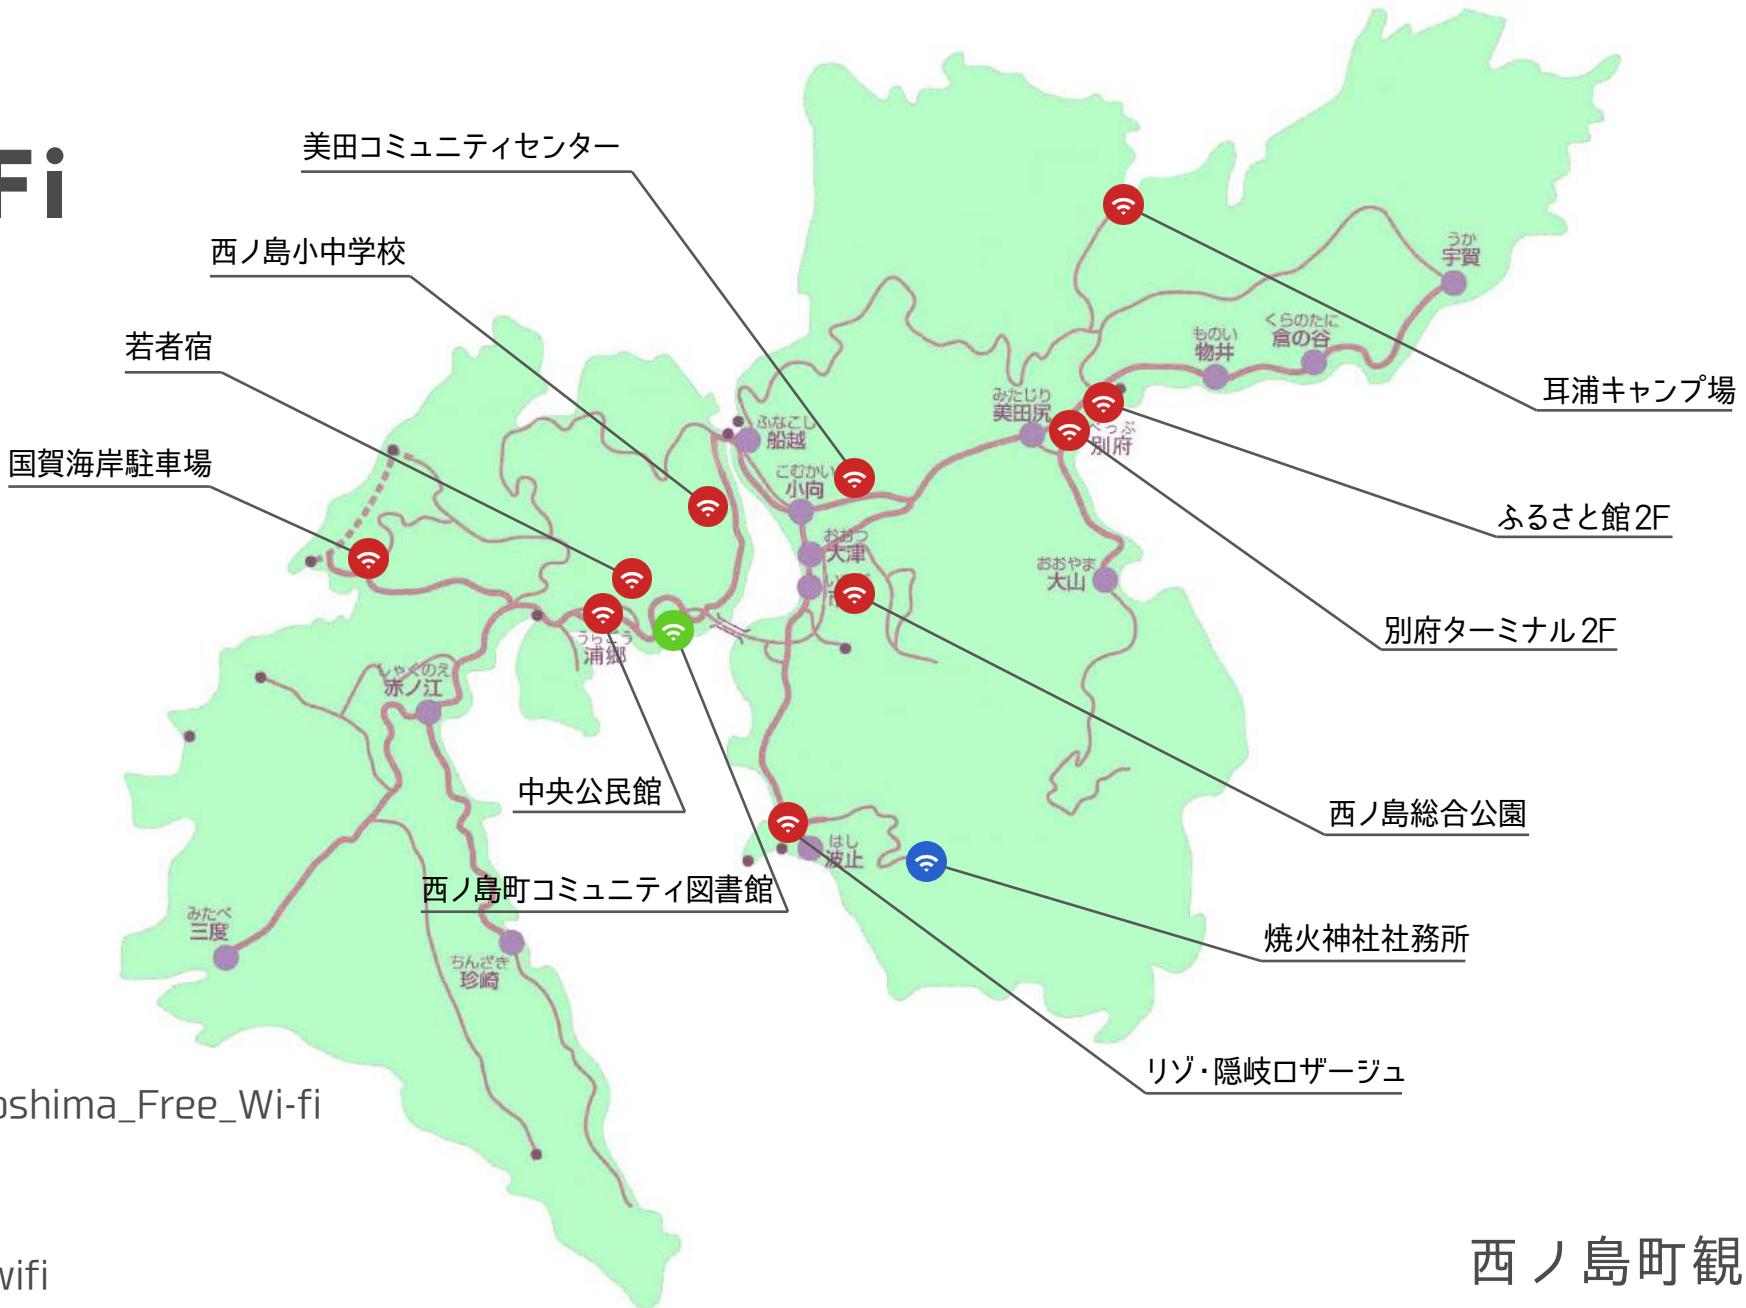 Fi
美田コミュニティセンター
西ノ島小中学校
若者宿
国賀海岸駐車場
うか
宇賀
くらのたに
倉の谷
ものい
物井
耳浦キャンプ場
みたじり
美田尻
べっぷ
別府
ふなこし
船越
こむかい
小向
ふるさと館2F
おおつ
大津
おおやま
大山
別府ターミナル2F
うらごう
浦郷
しゃくのえ
赤ノ江
中央公民館
西ノ島総合公園
はし
波止
西ノ島町コミュニティ図書館
みたべ
三度
焼火神社社務所
ちんざき
珍崎
リゾ・隠岐ロザージュ
oshima_Free_Wi-fi
wifi
西ノ島町観